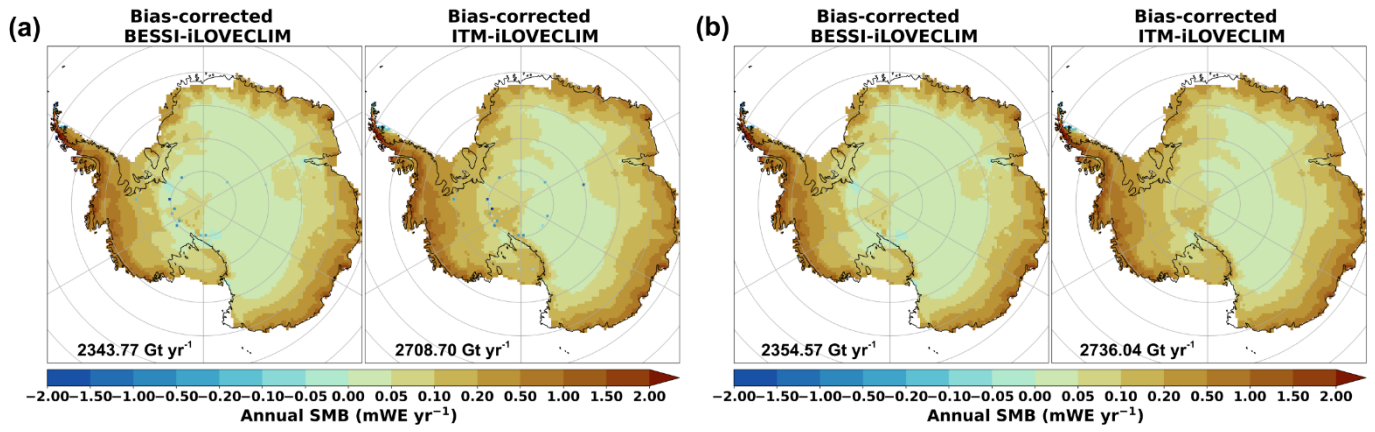 (a)
Bias-corrected
BESSI-iLOVECLIM
Bias-corrected
ITM-iLOVECLIM
2343.77 Gt yr⁻¹
2708.70 Gt yr⁻¹
−2.00 −1.50 −0.50 −0.20 −0.10 −0.05 0.00 0.05 0.10 0.20 0.50 1.00 1.50 2.00
Annual SMB (mWE yr⁻¹)
(b)
Bias-corrected
BESSI-iLOVECLIM
Bias-corrected
ITM-iLOVECLIM
2354.57 Gt yr⁻¹
2736.04 Gt yr⁻¹
−2.00 −1.50 −0.50 −0.20 −0.10 −0.05 0.00 0.05 0.10 0.20 0.50 1.00 1.50 2.00
Annual SMB (mWE yr⁻¹)